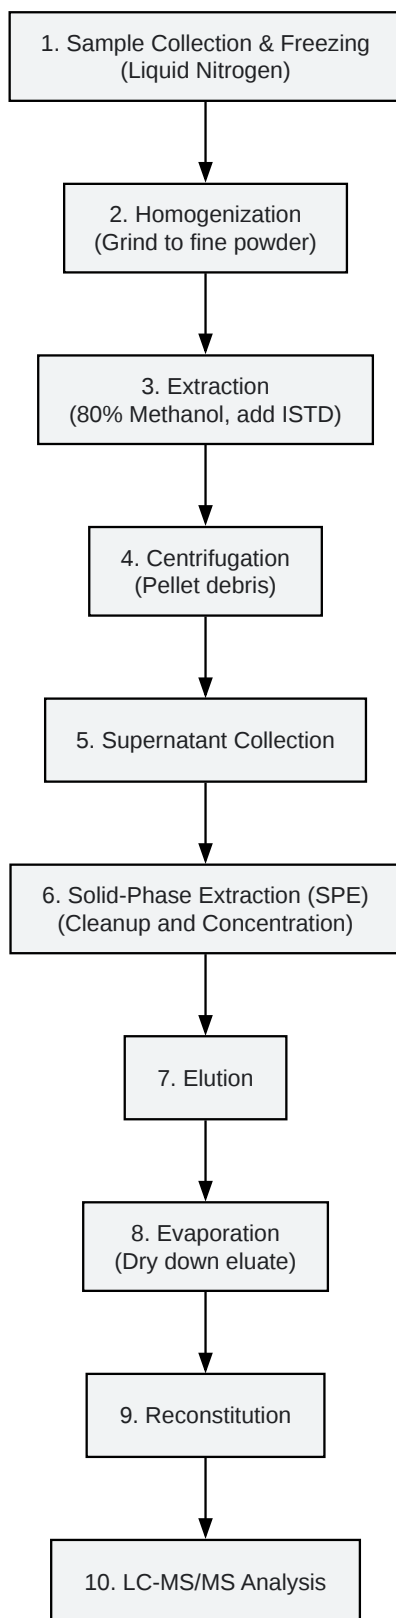 1. Sample Collection & Freezing
(Liquid Nitrogen)
2. Homogenization
(Grind to fine powder)
3. Extraction
(80% Methanol, add ISTD)
4. Centrifugation
(Pellet debris)
5. Supernatant Collection
6. Solid-Phase Extraction (SPE)
(Cleanup and Concentration)
7. Elution
8. Evaporation
(Dry down eluate)
9. Reconstitution
10. LC-MS/MS Analysis